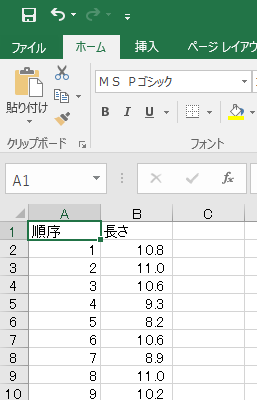 ファイル ホーム 挿入 ページ レイアウ
貼り付け
ＭＳ Ｐゴシック
B I U
クリップボード フォント
A1 fx
A B C
1 順序 長さ
2 1 10.8
3 2 11.0
4 3 10.6
5 4 9.3
6 5 8.2
7 6 10.6
8 7 8.9
9 8 11.0
10 9 10.2